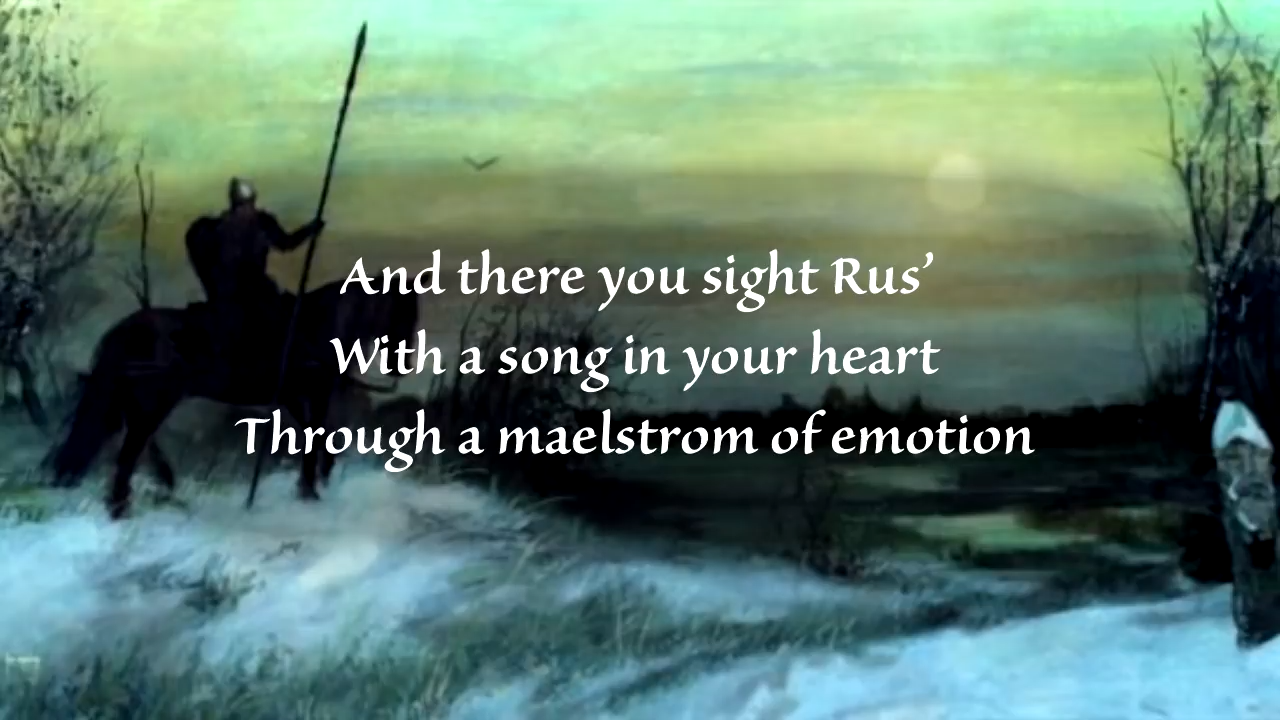 And there you sight Rus’
With a song in your heart
Through a maelstrom of emotion